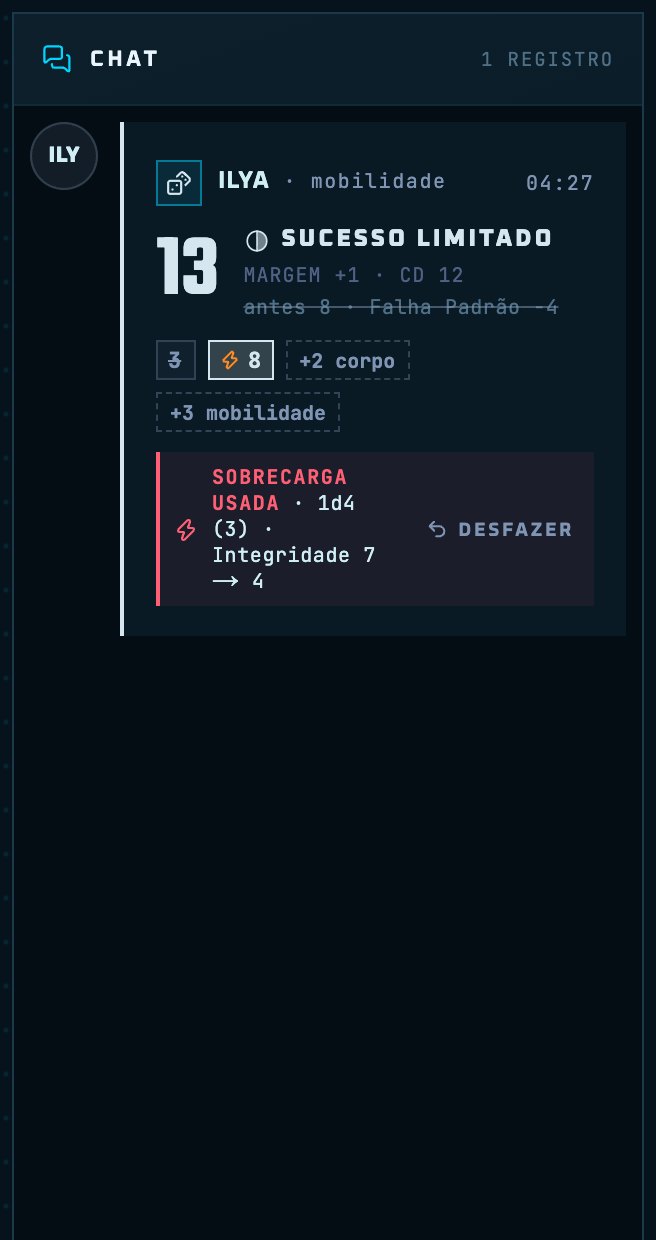 CHAT
1 REGISTRO
ILY
ILYA · mobilidade
04:27
13
SUCESSO LIMITADO
MARGEM +1 · CD 12
antes 8 · Falha Padrão -4
3
8
+2 corpo
+3 mobilidade
SOBRECARGA
USADA · 1d4
(3) ·
Integridade 7
→ 4
DESFAZER